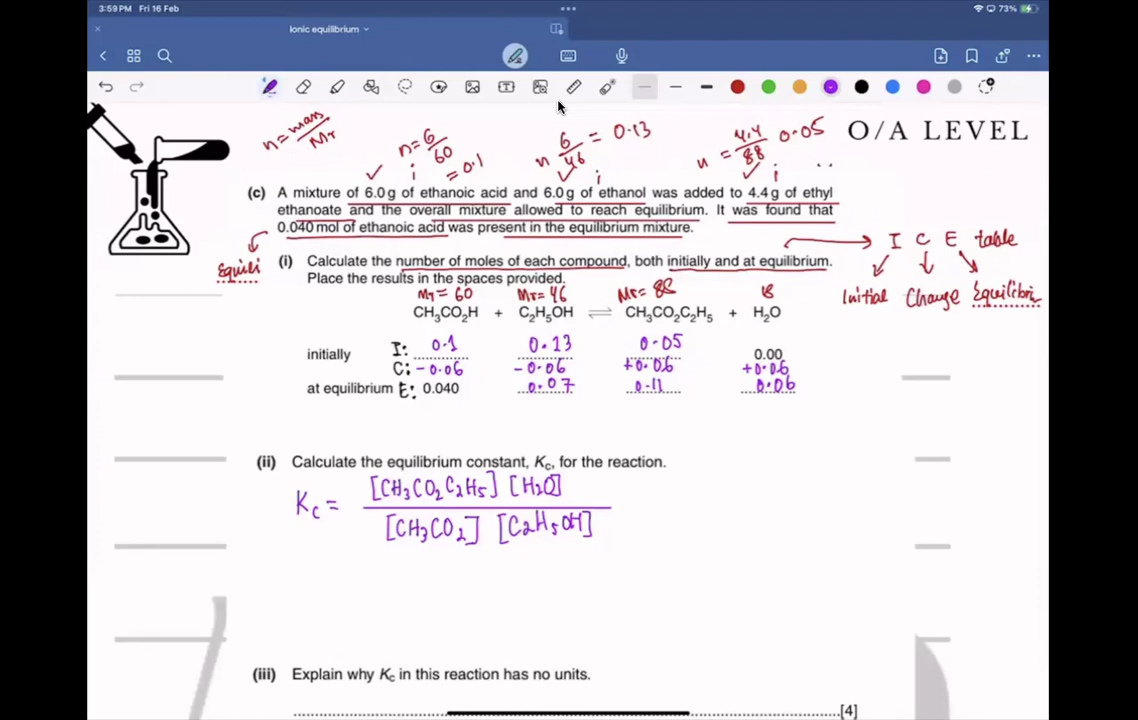 3:59PM Fri 16 Feb
73%
Ionic equilibrium
n = mass/Mr
n = 6/60 = 0.1
n 6/46 = 0.13
n = 4.4/88 0.05
O/A LEVEL
i
i
i
(c) A mixture of 6.0 g of ethanoic acid and 6.0 g of ethanol was added to 4.4 g of ethyl
ethanoate and the overall mixture allowed to reach equilibrium. It was found that
0.040 mol of ethanoic acid was present in the equilibrium mixture.
Equili
I C E table
(i) Calculate the number of moles of each compound, both initially and at equilibrium.
Place the results in the spaces provided.
Initial Change Equilibrium
Mr = 60 Mr = 46 Mr = 88 18
CH3CO2H + C2H5OH ⇌ CH3CO2C2H5 + H2O
initially I: 0.1 0.13 0.05 0.00
C: -0.06 -0.06 +0.06 +0.06
at equilibrium E: 0.040 0.07 0.11 0.06
(ii) Calculate the equilibrium constant, Kc, for the reaction.
Kc = [CH3CO2C2H5] [H2O]
[CH3CO2] [C2H5OH]
(iii) Explain why Kc in this reaction has no units.
[4]